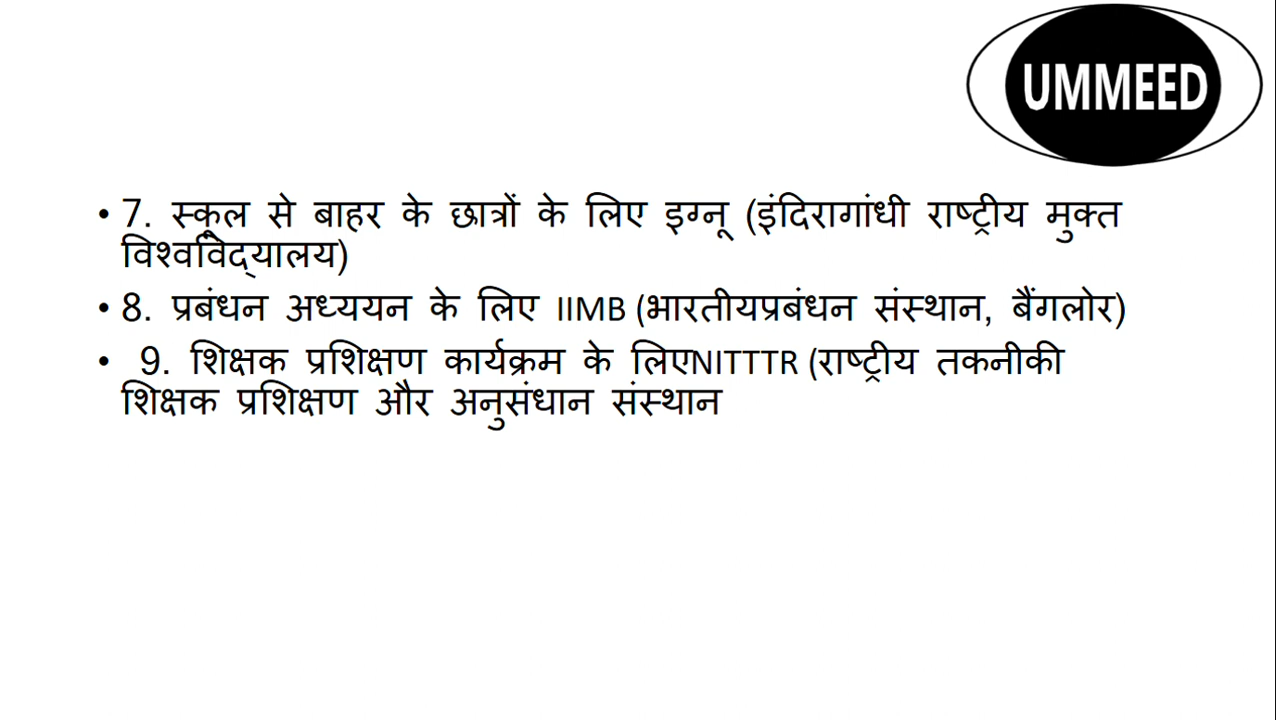 UMMEED
• 7. स्कूल से बाहर के छात्रों के लिए इग्नू (इंदिरागांधी राष्ट्रीय मुक्त
विश्वविद्यालय)
• 8. प्रबंधन अध्ययन के लिए IIMB (भारतीयप्रबंधन संस्थान, बैंगलोर)
• 9. शिक्षक प्रशिक्षण कार्यक्रम के लिएNITTTR (राष्ट्रीय तकनीकी
शिक्षक प्रशिक्षण और अनुसंधान संस्थान